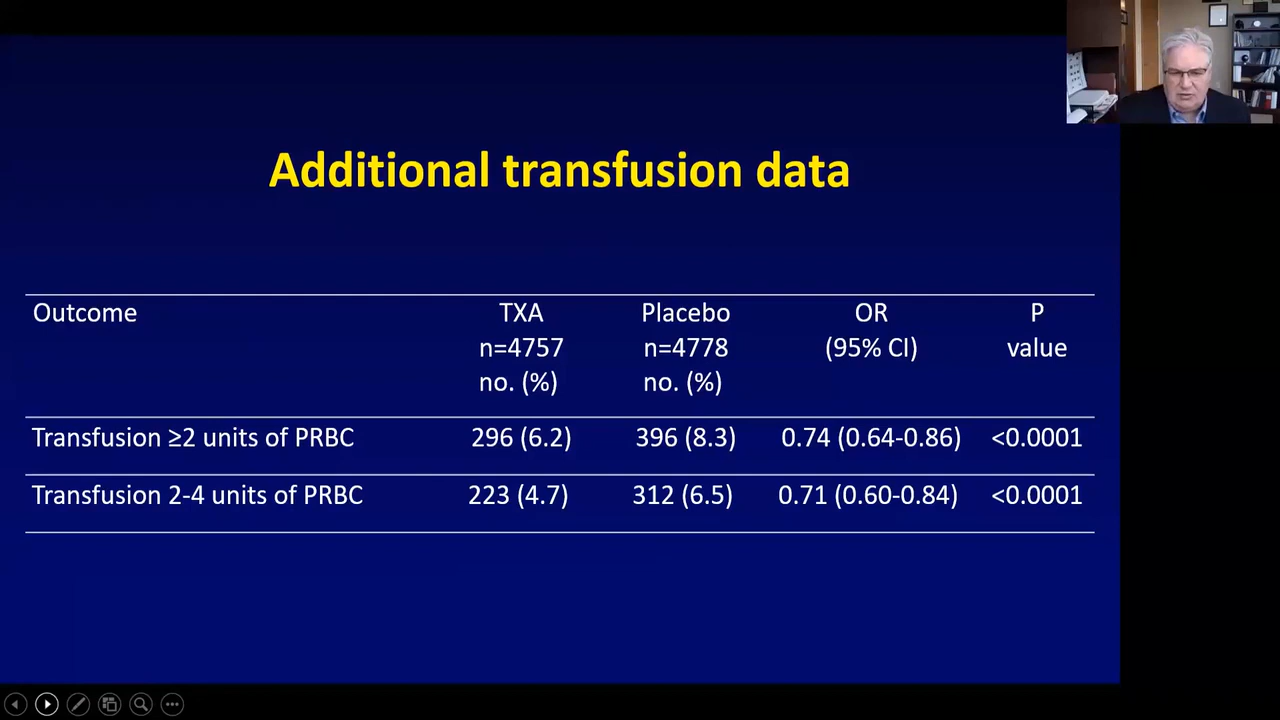 Additional transfusion data
Outcome TXA Placebo OR P
n=4757 n=4778 (95% CI) value
no. (%) no. (%)
Transfusion ≥2 units of PRBC 296 (6.2) 396 (8.3) 0.74 (0.64-0.86) <0.0001
Transfusion 2-4 units of PRBC 223 (4.7) 312 (6.5) 0.71 (0.60-0.84) <0.0001